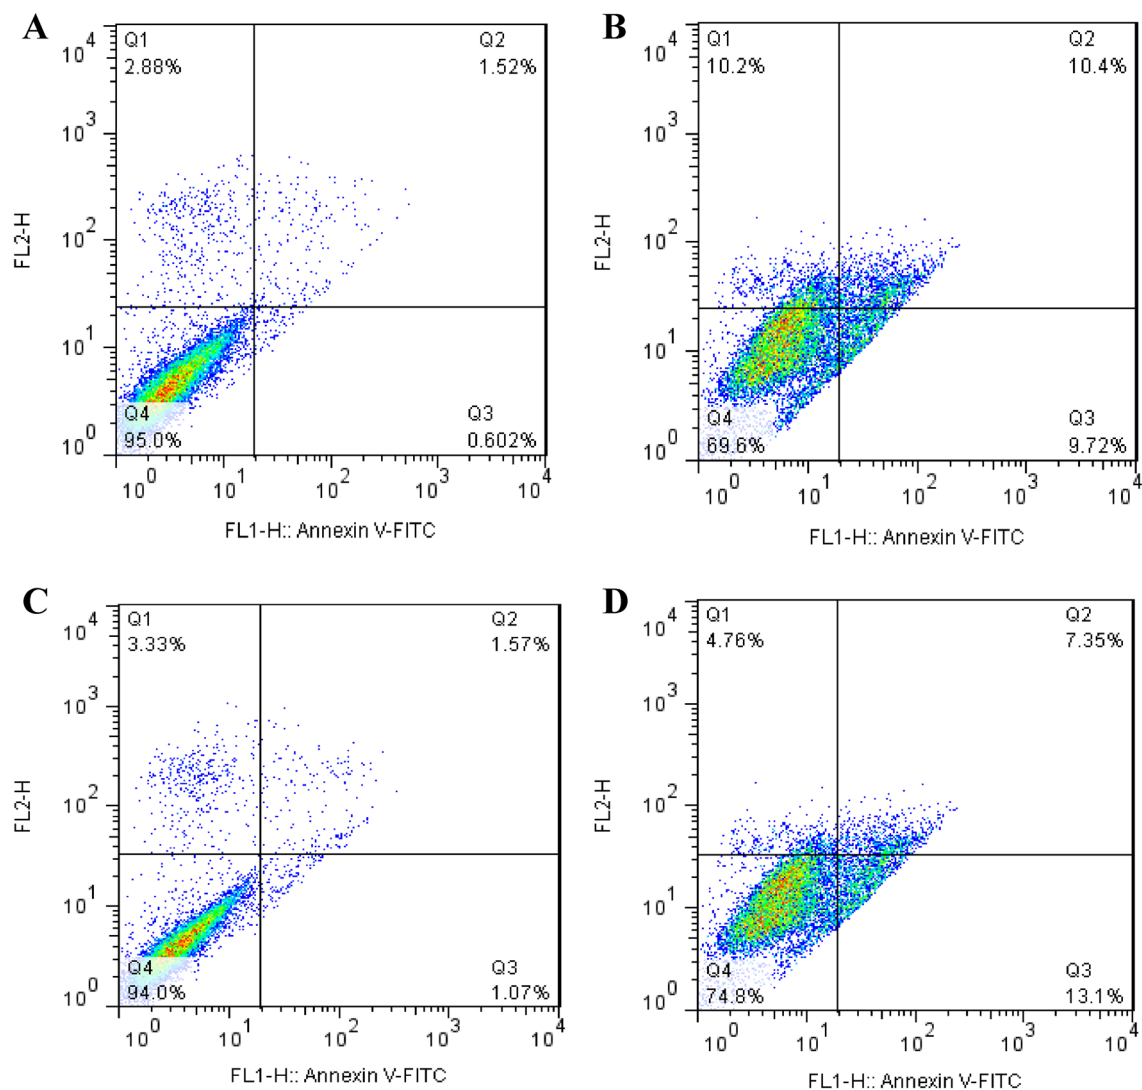 A
Q1
2.88%
Q2
1.52%
10^4
10^3
10^2
10^1
10^0
FL2-H
Q4
95.0%
Q3
0.602%
10^0 10^1 10^2 10^3 10^4
FL1-H:: Annexin V-FITC
B
Q1
10.2%
Q2
10.4%
10^4
10^3
10^2
10^1
10^0
FL2-H
Q4
69.6%
Q3
9.72%
10^0 10^1 10^2 10^3 10^4
FL1-H:: Annexin V-FITC
C
Q1
3.33%
Q2
1.57%
10^4
10^3
10^2
10^1
10^0
FL2-H
Q4
94.0%
Q3
1.07%
10^0 10^1 10^2 10^3 10^4
FL1-H:: Annexin V-FITC
D
Q1
4.76%
Q2
7.35%
10^4
10^3
10^2
10^1
10^0
FL2-H
Q4
74.8%
Q3
13.1%
10^0 10^1 10^2 10^3 10^4
FL1-H:: Annexin V-FITC